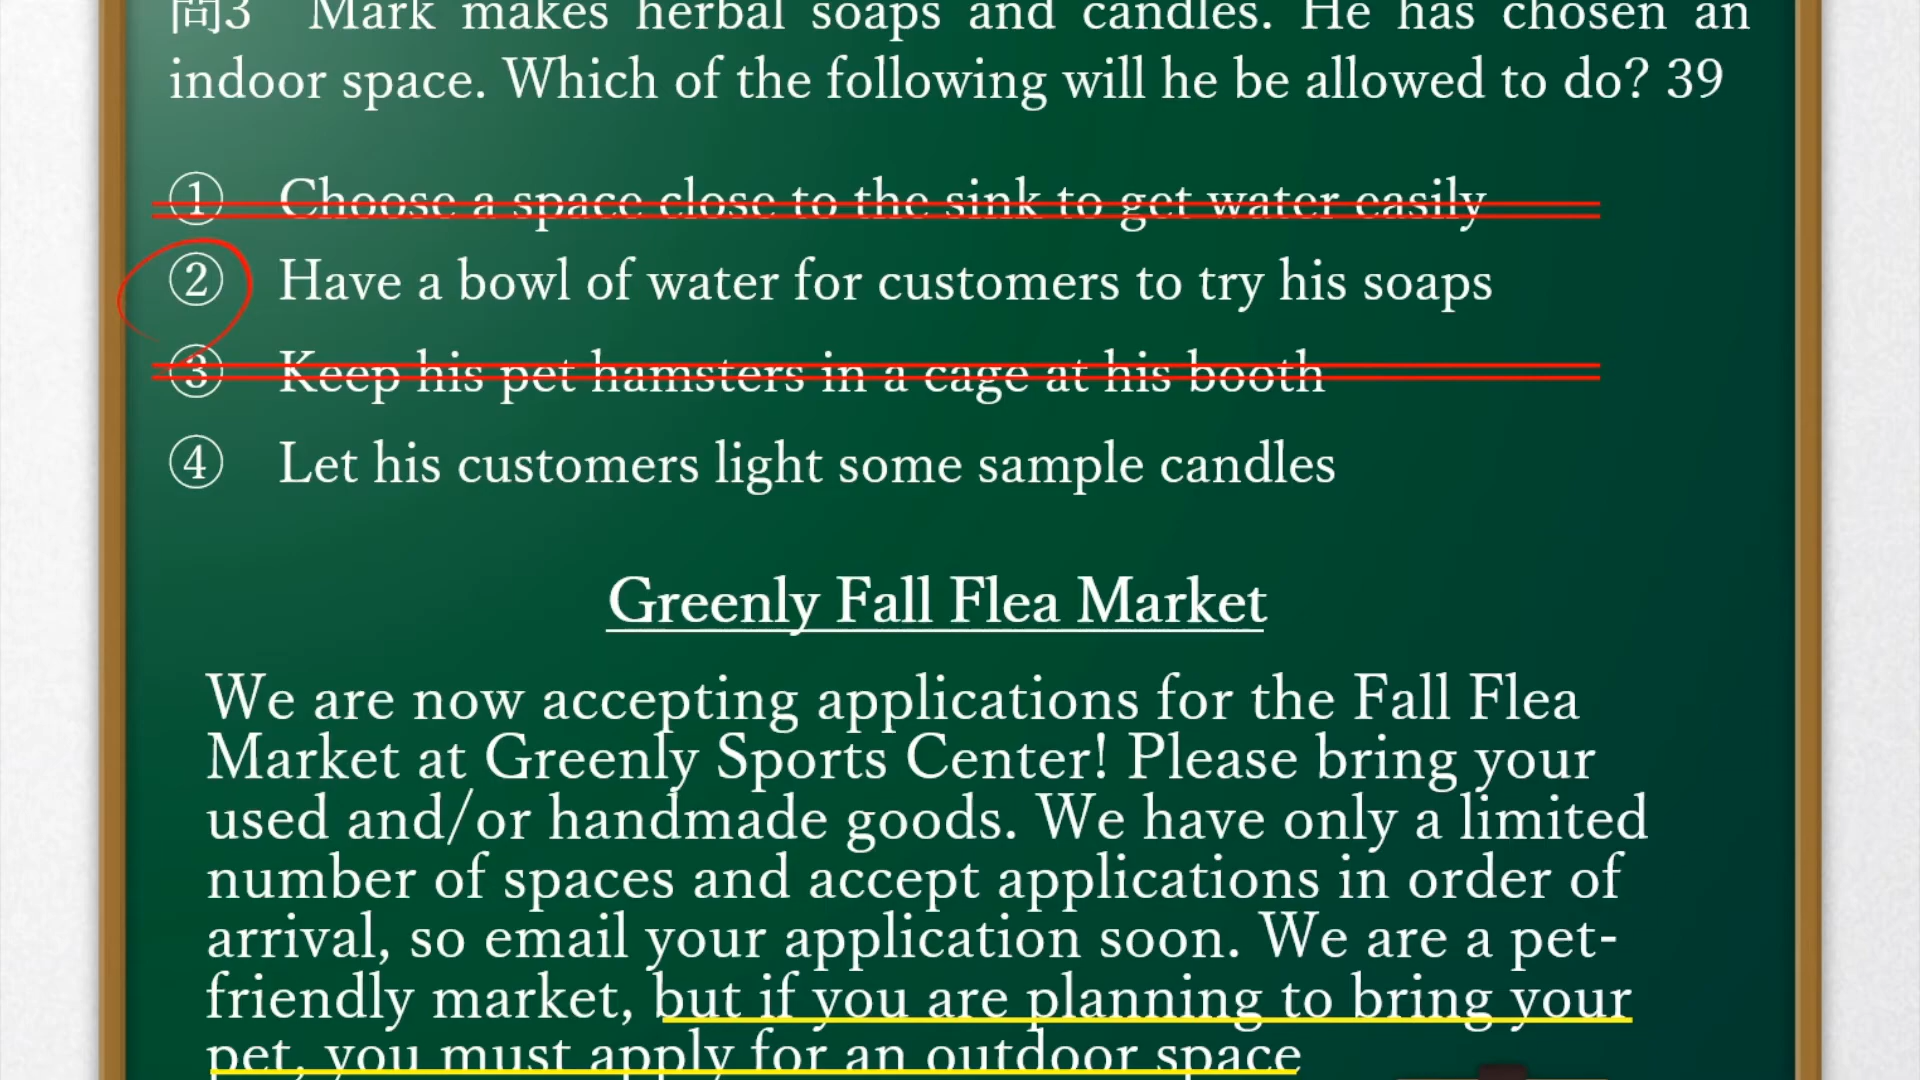 問3 Mark makes herbal soaps and candles. He has chosen an
indoor space. Which of the following will he be allowed to do? 39
① Choose a space close to the sink to get water easily
② Have a bowl of water for customers to try his soaps
③ Keep his pet hamsters in a cage at his booth
④ Let his customers light some sample candles
Greenly Fall Flea Market
We are now accepting applications for the Fall Flea
Market at Greenly Sports Center! Please bring your
used and/or handmade goods. We have only a limited
number of spaces and accept applications in order of
arrival, so email your application soon. We are a pet-
friendly market, but if you are planning to bring your
pet, you must apply for an outdoor space